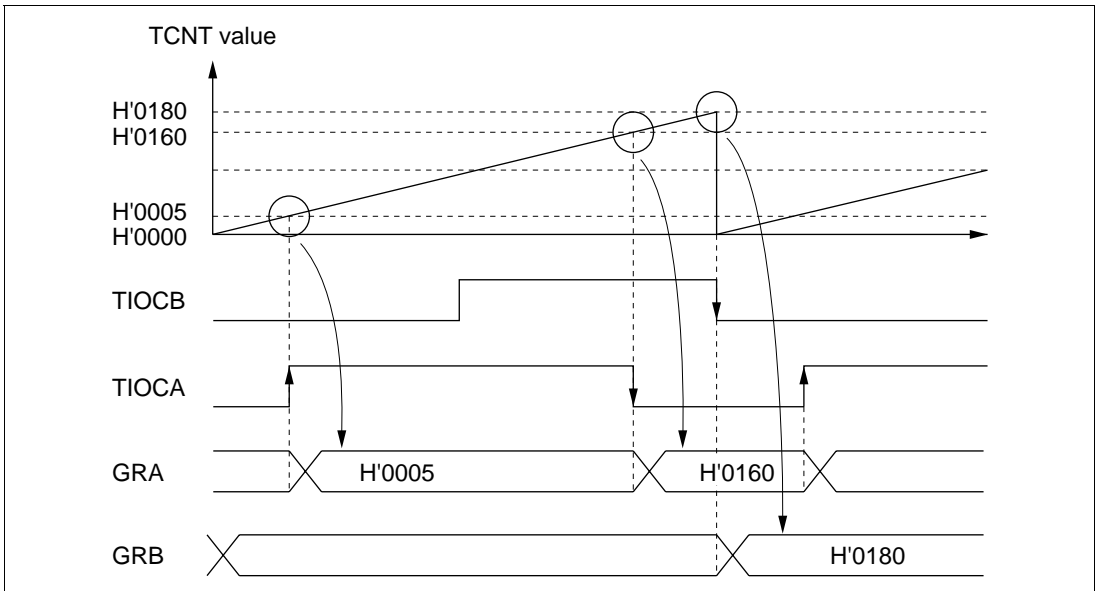 TCNT value
H'0180
H'0160
H'0005
H'0000
TIOCB
TIOCA
GRA
H'0005
H'0160
GRB
H'0180